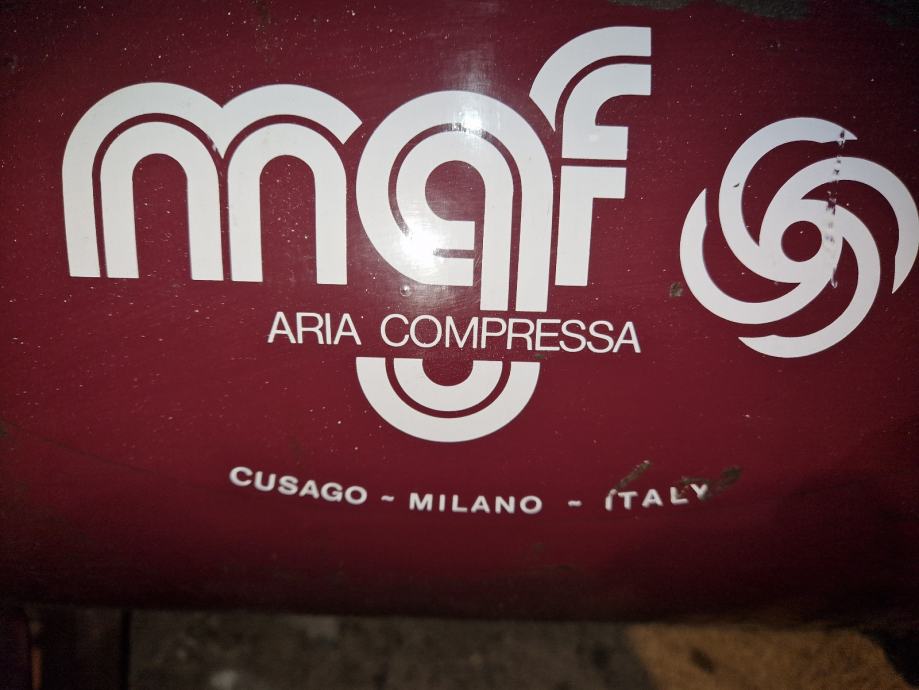 mgf
ARIA COMPRESSA
CUSAGO ~ MILANO ~ ITALY